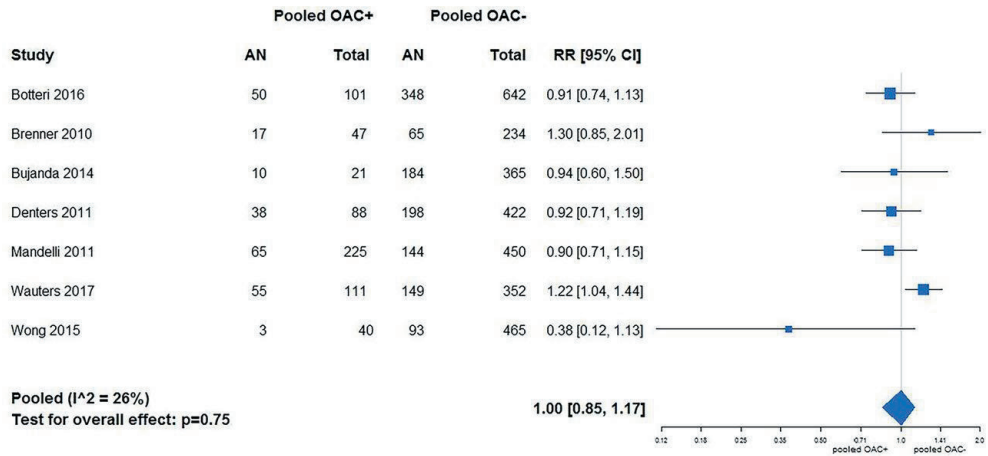 Pooled OAC+ Pooled OAC-
Study AN Total AN Total RR [95% CI]
Botteri 2016 50 101 348 642 0.91 [0.74, 1.13]
Brenner 2010 17 47 65 234 1.30 [0.85, 2.01]
Bujanda 2014 10 21 184 365 0.94 [0.60, 1.50]
Denters 2011 38 88 198 422 0.92 [0.71, 1.19]
Mandelli 2011 65 225 144 450 0.90 [0.71, 1.15]
Wauters 2017 55 111 149 352 1.22 [1.04, 1.44]
Wong 2015 3 40 93 465 0.38 [0.12, 1.13]
Pooled (I^2 = 26%) 1.00 [0.85, 1.17]
Test for overall effect: p=0.75
0.12 0.15 0.25 0.35 0.50 0.71 1.0 1.41 2.0
pooled OAC+ pooled OAC-